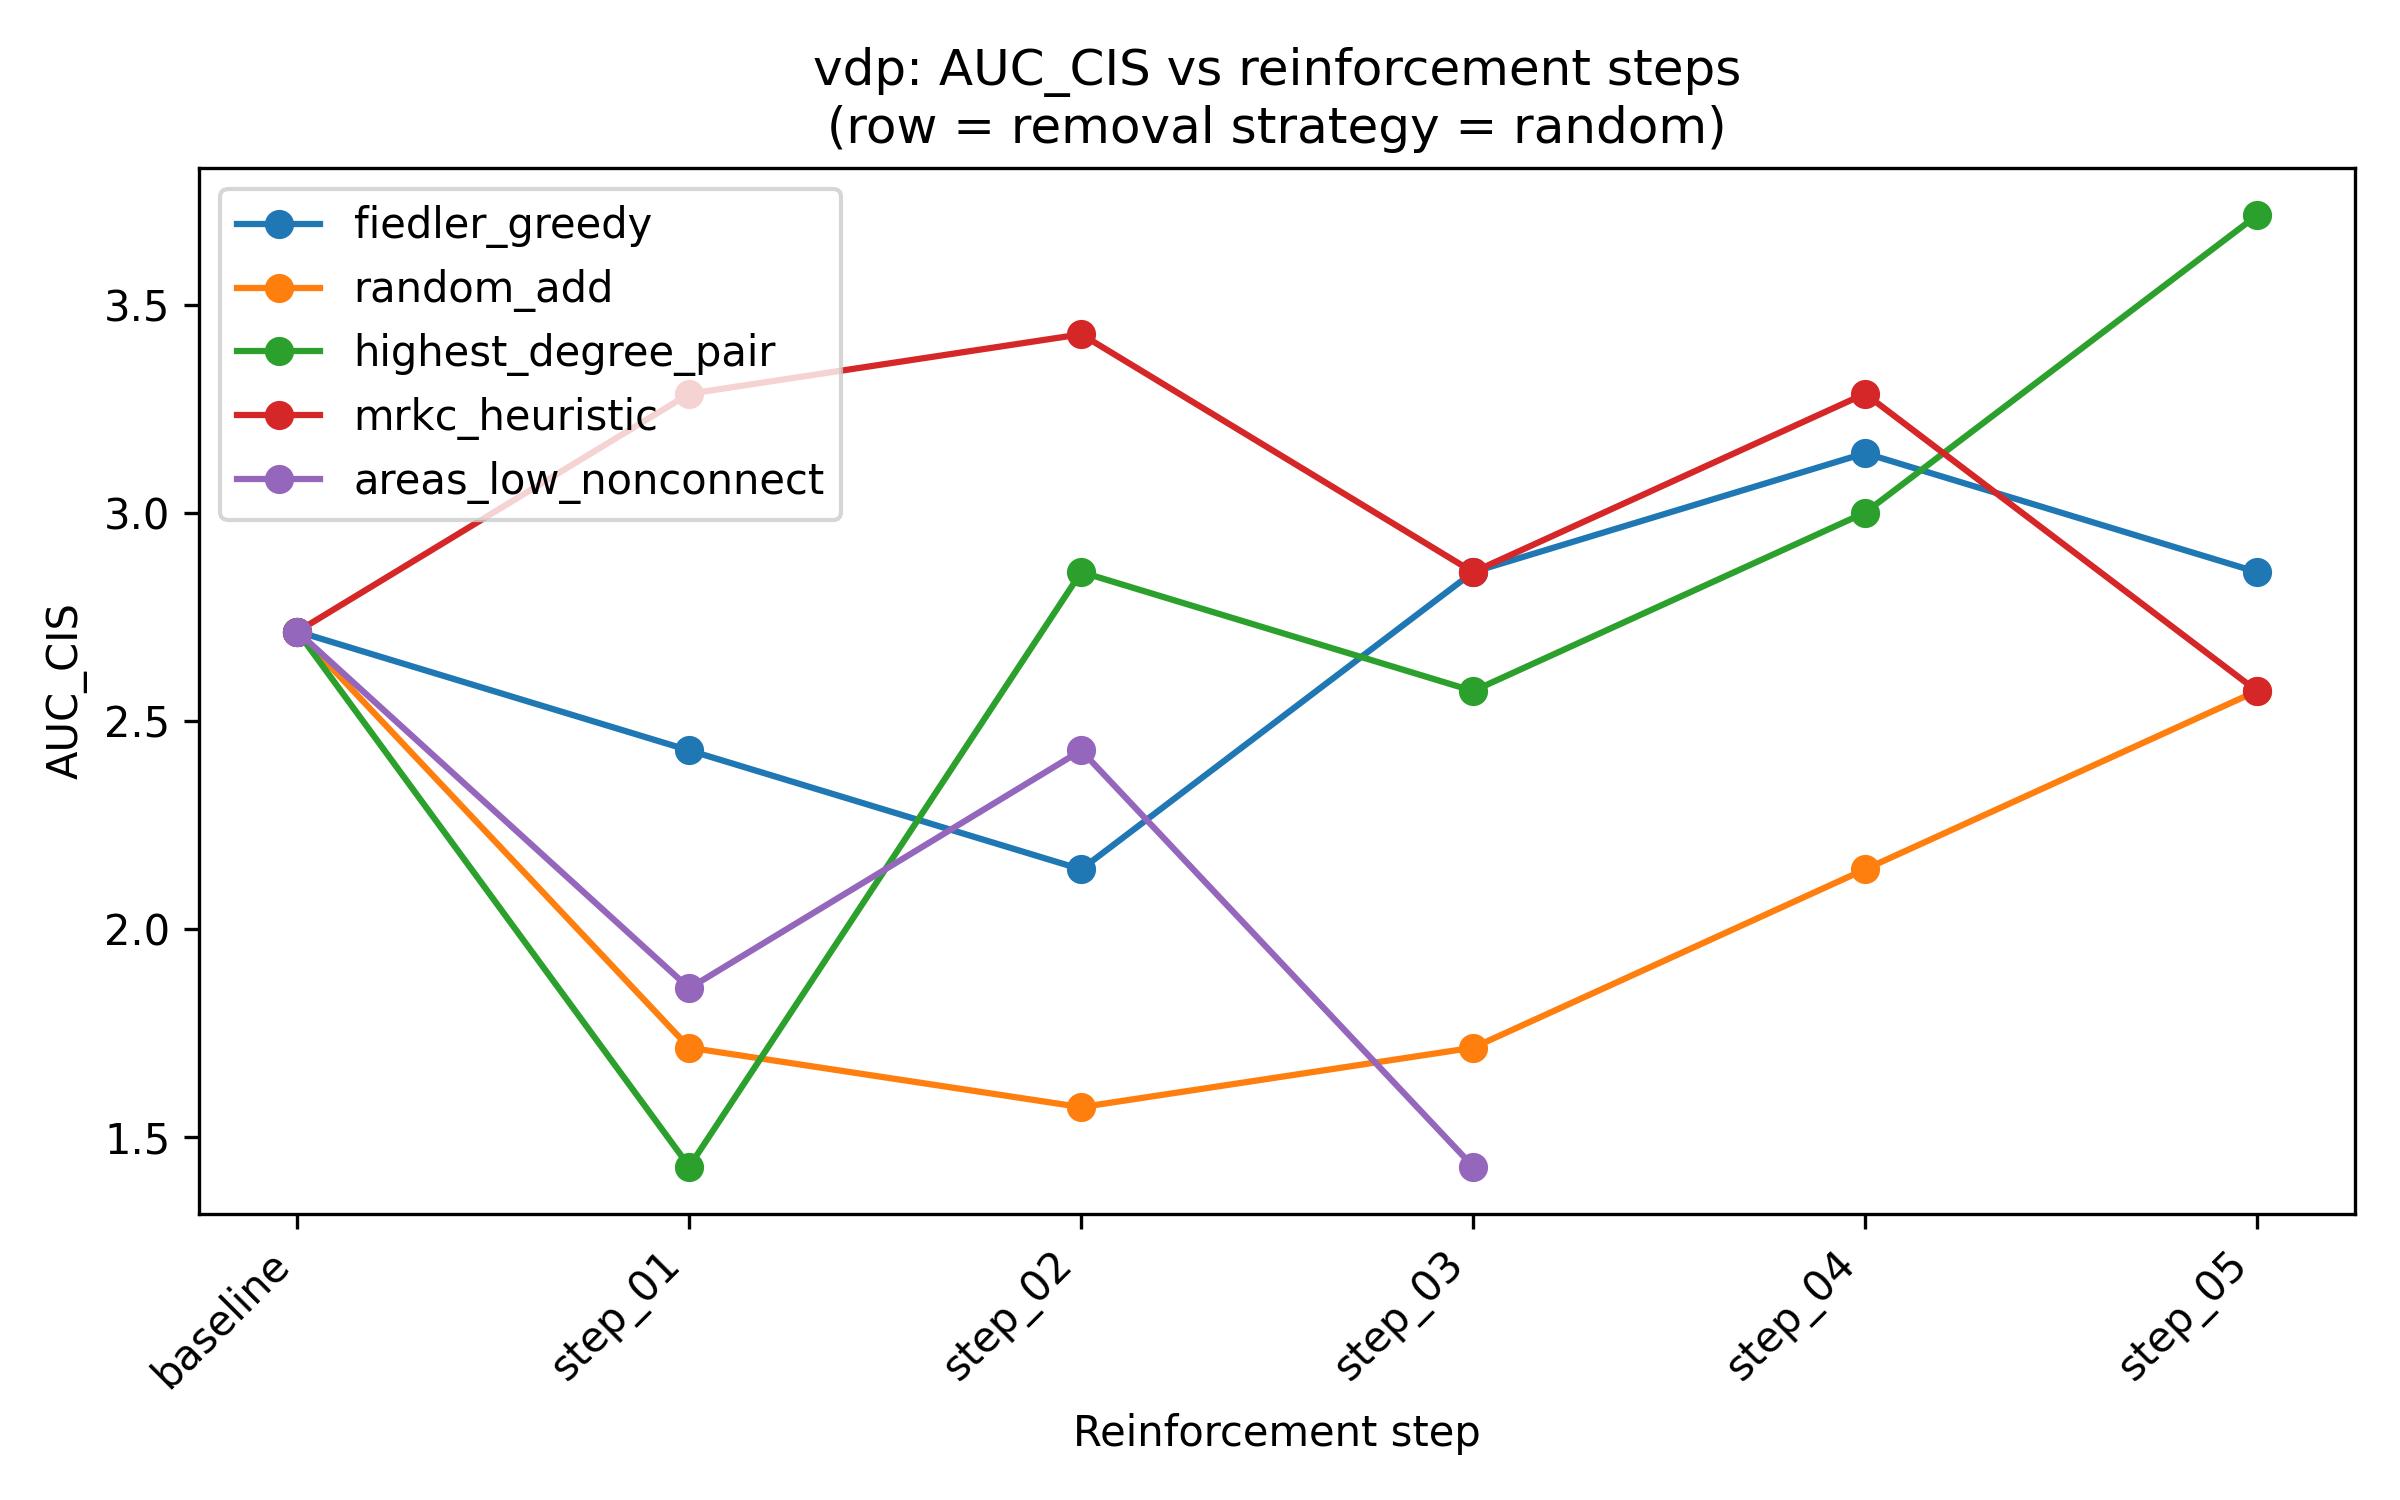 vdp: AUC_CIS vs reinforcement steps
(row = removal strategy = random)
fiedler_greedy
random_add
highest_degree_pair
mrkc_heuristic
areas_low_nonconnect
AUC_CIS
3.5
3.0
2.5
2.0
1.5
baseline
step_01
step_02
step_03
step_04
step_05
Reinforcement step